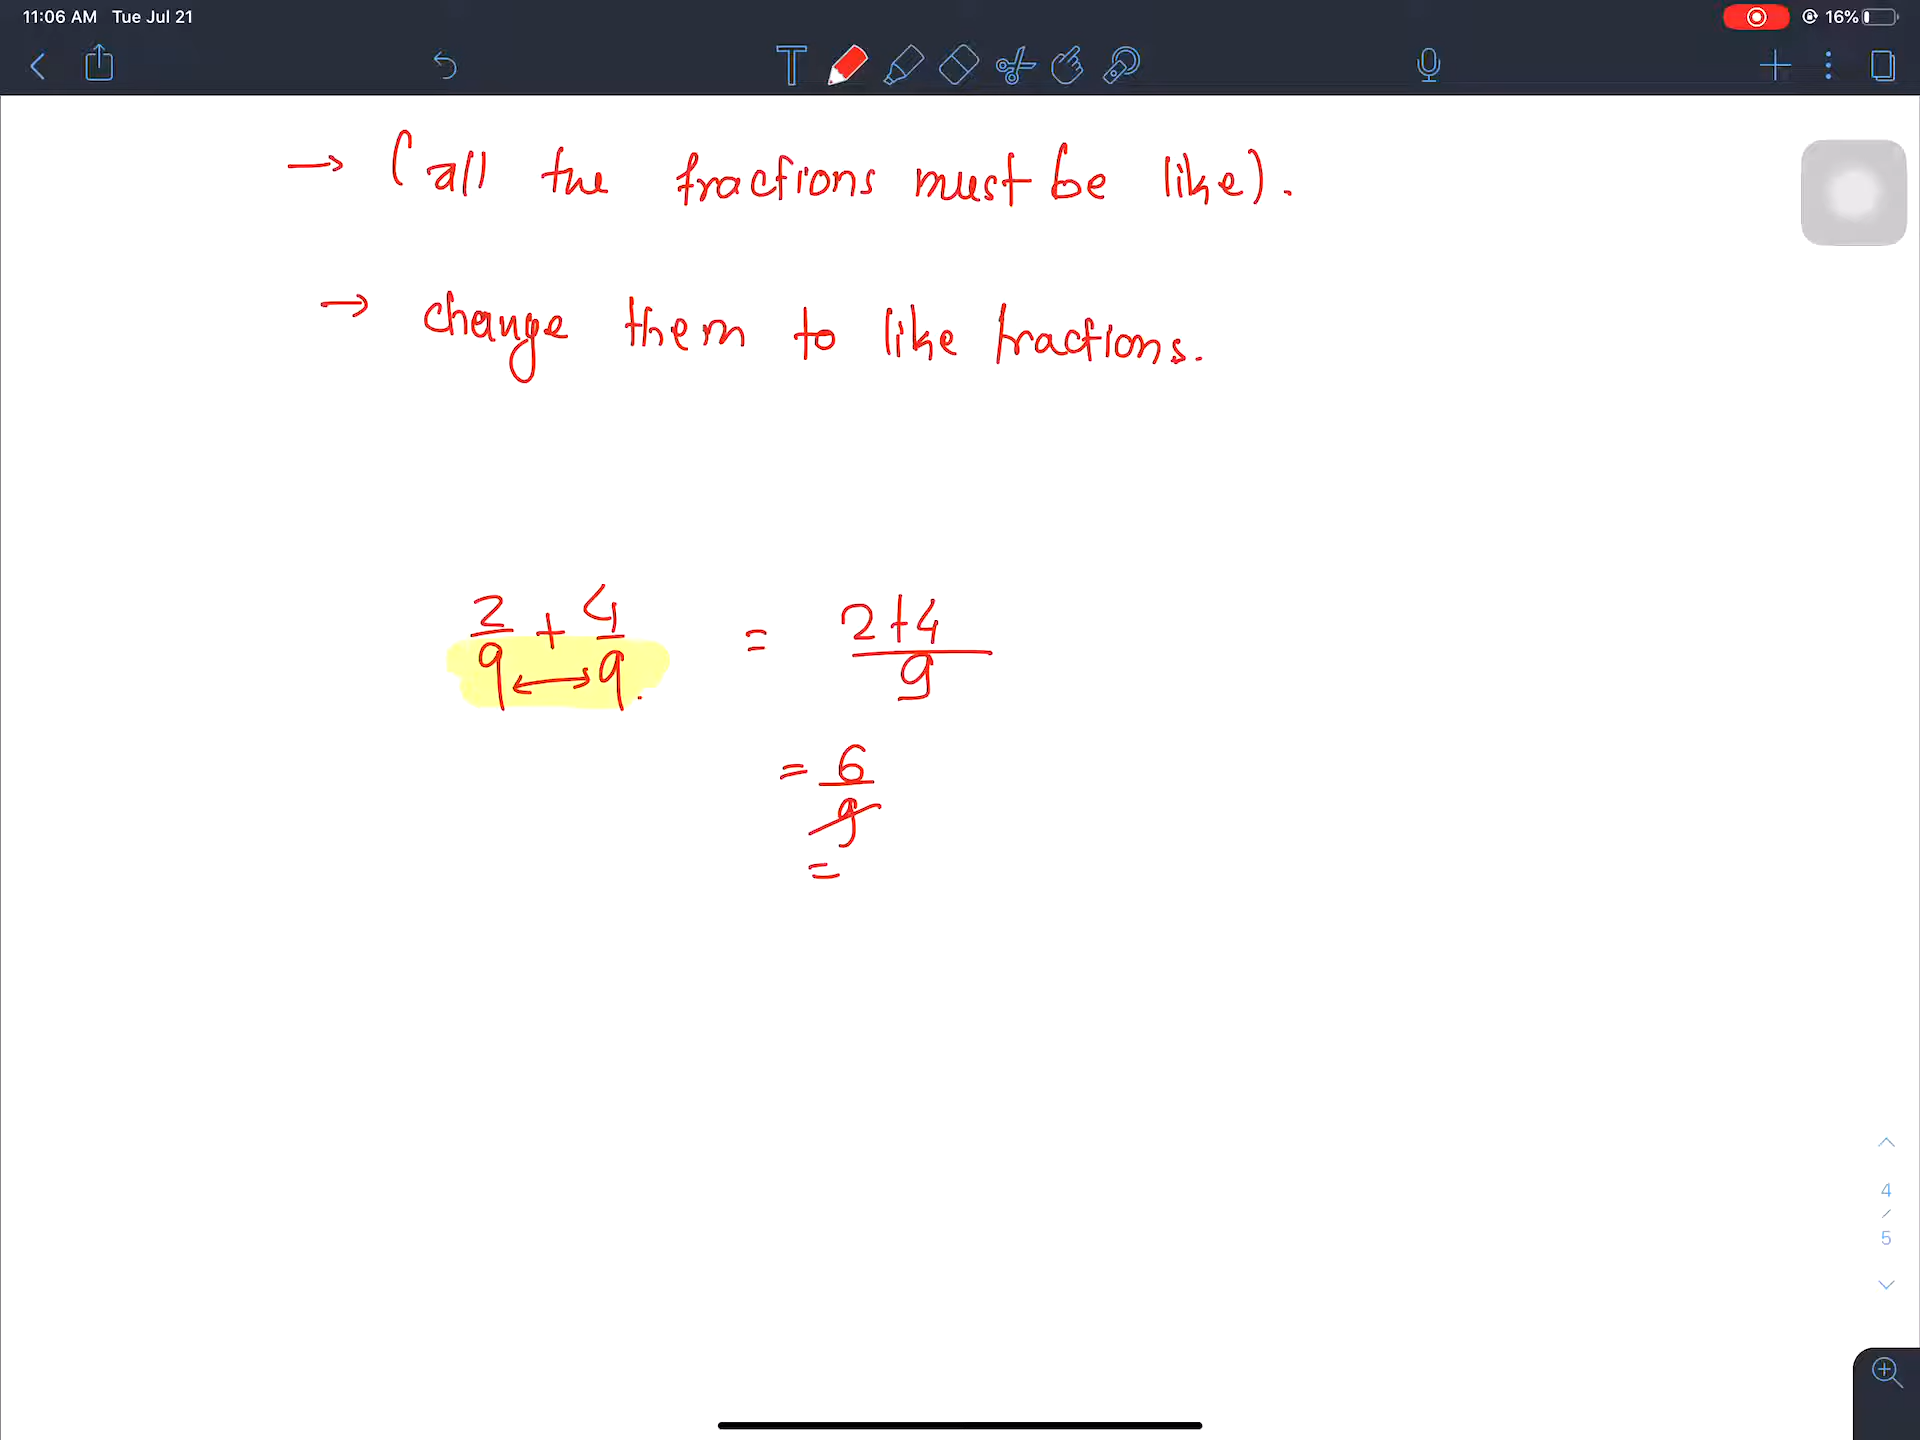 11:06 AM Tue Jul 21
16%
→ (all the fractions must be like).
→ change them to like fractions.
2/9 + 4/9 = 2+4/9
= 6/9
=
4
/
5